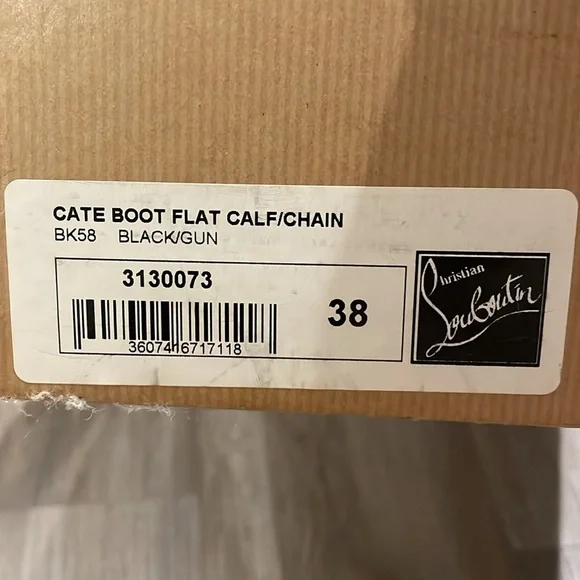 CATE BOOT FLAT CALF/CHAIN
BK58 BLACK/GUN
3130073
3607416717118
38
Christian
Louboutin